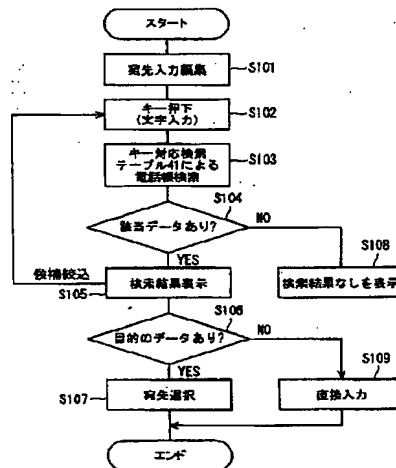 スタート
宛先入力編集
S101
キー押下
(文字入力)
S102
キー対応検索
テーブル41による
電話帳検索
S103
S104
該当データあり?
NO
YES
S108
候補絞込
検索結果表示
S105
検索結果なしを表示
S106
目的のデータあり?
NO
YES
S109
S107
宛先選択
直接入力
エンド